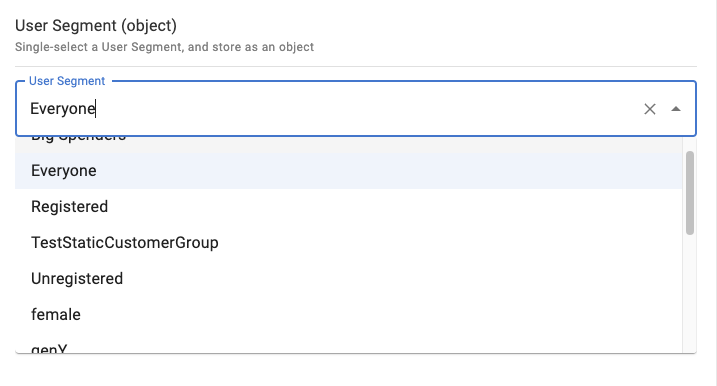 User Segment (object)
Single-select a User Segment, and store as an object
User Segment
Everyone
Big Spenders
Everyone
Registered
TestStaticCustomerGroup
Unregistered
female
genY